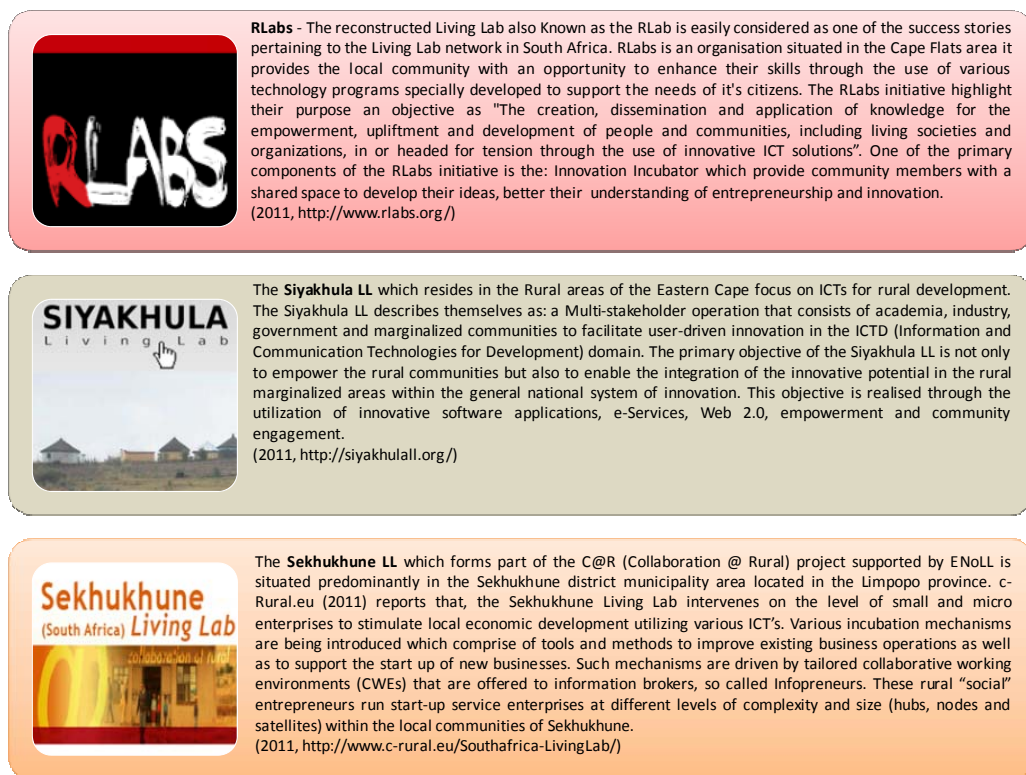 RLABS
RLabs - The reconstructed Living Lab also Known as the RLab is easily considered as one of the success stories
pertaining to the Living Lab network in South Africa. RLabs is an organisation situated in the Cape Flats area it
provides the local community with an opportunity to enhance their skills through the use of various
technology programs specially developed to support the needs of it's citizens. The RLabs initiative highlight
their purpose an objective as "The creation, dissemination and application of knowledge for the
empowerment, upliftment and development of people and communities, including living societies and
organizations, in or headed for tension through the use of innovative ICT solutions”. One of the primary
components of the RLabs initiative is the: Innovation Incubator which provide community members with a
shared space to develop their ideas, better their understanding of entrepreneurship and innovation.
(2011, http://www.rlabs.org/)
SIYAKHULA
Living Lab
The Siyakhula LL which resides in the Rural areas of the Eastern Cape focus on ICTs for rural development.
The Siyakhula LL describes themselves as: a Multi-stakeholder operation that consists of academia, industry,
government and marginalized communities to facilitate user-driven innovation in the ICTD (Information and
Communication Technologies for Development) domain. The primary objective of the Siyakhula LL is not only
to empower the rural communities but also to enable the integration of the innovative potential in the rural
marginalized areas within the general national system of innovation. This objective is realised through the
utilization of innovative software applications, e-Services, Web 2.0, empowerment and community
engagement.
(2011, http://siyakhulall.org/)
Sekhukhune
(South Africa) Living Lab
collaboration @ rural
The Sekhukhune LL which forms part of the C@R (Collaboration @ Rural) project supported by ENoLL is
situated predominantly in the Sekhukhune district municipality area located in the Limpopo province. c-
Rural.eu (2011) reports that, the Sekhukhune Living Lab intervenes on the level of small and micro
enterprises to stimulate local economic development utilizing various ICT’s. Various incubation mechanisms
are being introduced which comprise of tools and methods to improve existing business operations as well
as to support the start up of new businesses. Such mechanisms are driven by tailored collaborative working
environments (CWEs) that are offered to information brokers, so called Infopreneurs. These rural “social”
entrepreneurs run start-up service enterprises at different levels of complexity and size (hubs, nodes and
satellites) within the local communities of Sekhukhune.
(2011, http://www.c-rural.eu/Southafrica-LivingLab/)